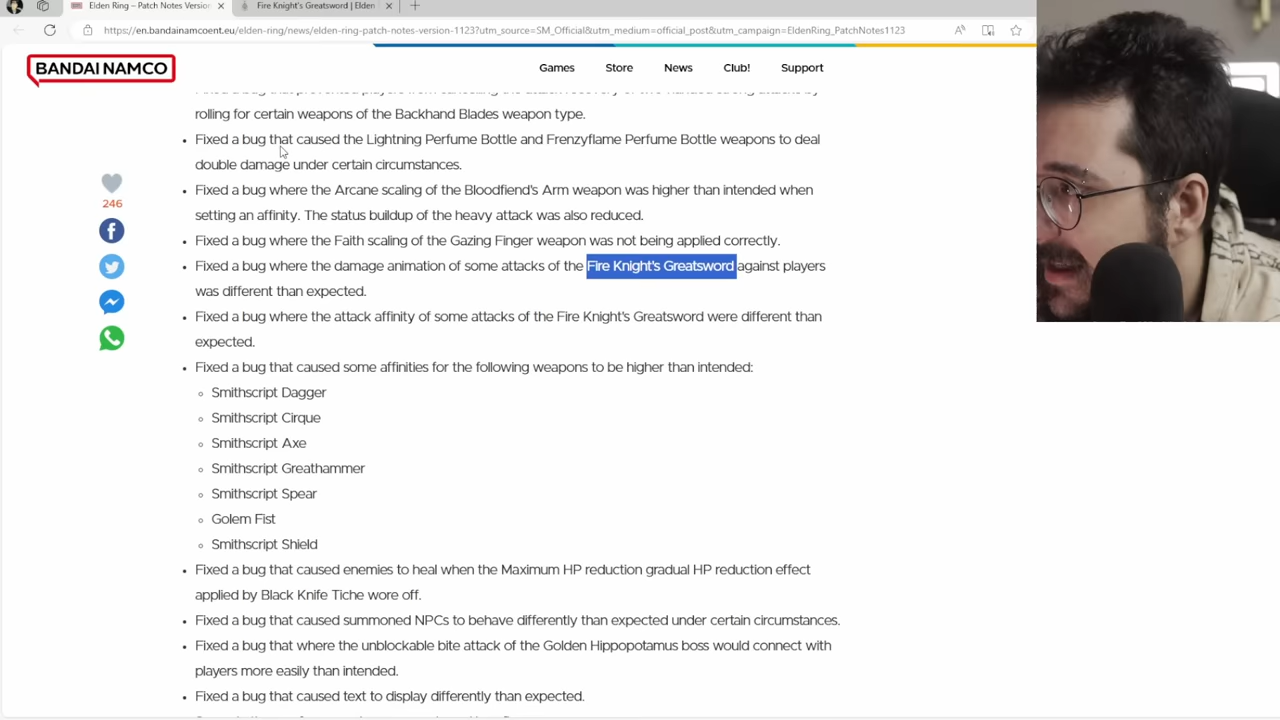 Elden Ring – Patch Notes Version
Fire Knight's Greatsword | Elden
https://en.bandainamcoent.eu/elden-ring/news/elden-ring-patch-notes-version-1123?utm_source=SM_Official&utm_medium=official_post&utm_campaign=EldenRing_PatchNotes1123
BANDAI NAMCO
Games
Store
News
Club!
Support
Fixed a bug that prevented players from canceling the attack recovery of two-handed strong attacks by
rolling for certain weapons of the Backhand Blades weapon type.
Fixed a bug that caused the Lightning Perfume Bottle and Frenzyflame Perfume Bottle weapons to deal
double damage under certain circumstances.
246
Fixed a bug where the Arcane scaling of the Bloodfiend's Arm weapon was higher than intended when
setting an affinity. The status buildup of the heavy attack was also reduced.
Fixed a bug where the Faith scaling of the Gazing Finger weapon was not being applied correctly.
Fixed a bug where the damage animation of some attacks of the Fire Knight's Greatsword against players
was different than expected.
Fixed a bug where the attack affinity of some attacks of the Fire Knight's Greatsword were different than
expected.
Fixed a bug that caused some affinities for the following weapons to be higher than intended:
Smithscript Dagger
Smithscript Cirque
Smithscript Axe
Smithscript Greathammer
Smithscript Spear
Golem Fist
Smithscript Shield
Fixed a bug that caused enemies to heal when the Maximum HP reduction gradual HP reduction effect
applied by Black Knife Tiche wore off.
Fixed a bug that caused summoned NPCs to behave differently than expected under certain circumstances.
Fixed a bug that where the unblockable bite attack of the Golden Hippopotamus boss would connect with
players more easily than intended.
Fixed a bug that caused text to display differently than expected.